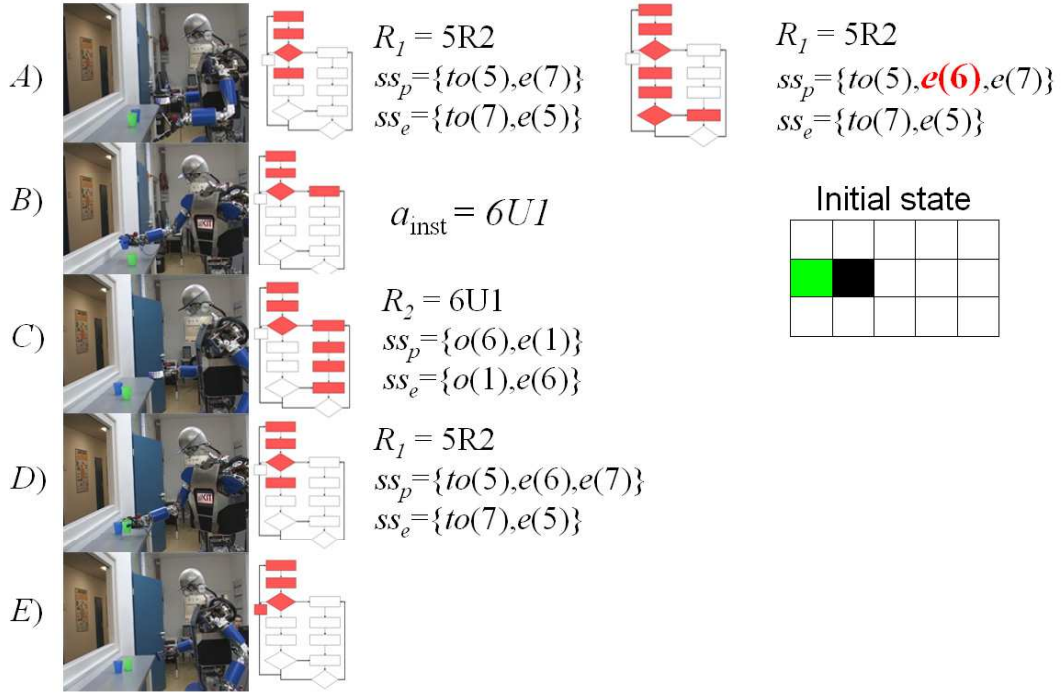 A)
R₁ = 5R2
ssₚ={to(5),e(7)}
ssₑ={to(7),e(5)}
R₁ = 5R2
ssₚ={to(5),e(6),e(7)}
ssₑ={to(7),e(5)}
B)
a_inst = 6U1
Initial state
C)
R₂ = 6U1
ssₚ={o(6),e(1)}
ssₑ={o(1),e(6)}
D)
R₁ = 5R2
ssₚ={to(5),e(6),e(7)}
ssₑ={to(7),e(5)}
E)